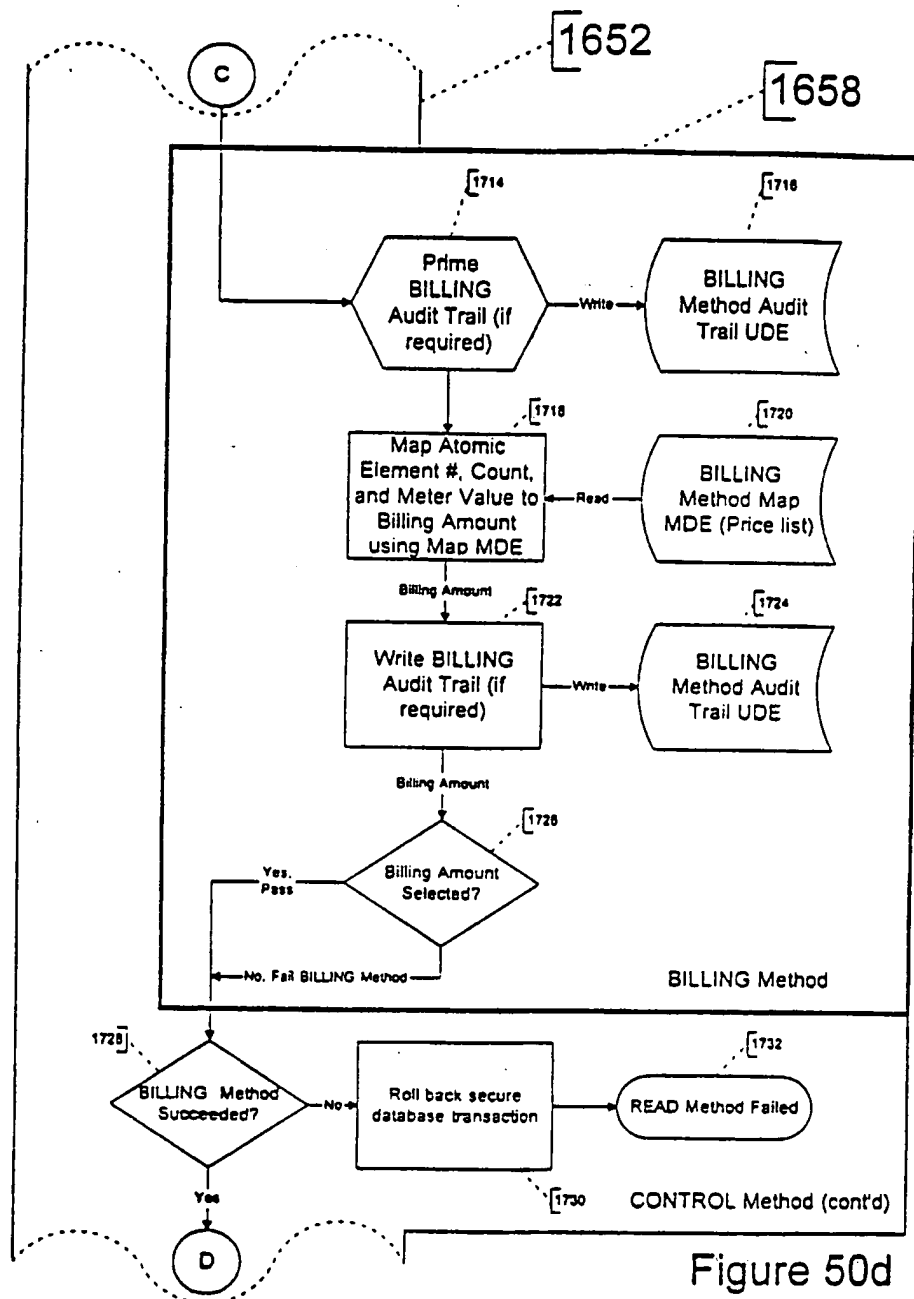 1652
C
1658
1714
1716
Prime
BILLING
Audit Trail (if
required)
Write
BILLING
Method Audit
Trail UDE
1718
1720
Map Atomic
Element #, Count,
and Meter Value to
Billing Amount
using Map MDE
Read
BILLING
Method Map
MDE (Price list)
Billing Amount
1722
1724
Write BILLING
Audit Trail (if
required)
Write
BILLING
Method Audit
Trail UDE
Billing Amount
1726
Yes,
Pass
Billing Amount
Selected?
No, Fail BILLING Method
BILLING Method
1728
1732
BILLING Method
Succeeded?
No
Roll back secure
database transaction
READ Method Failed
Yes
1730
CONTROL Method (cont'd)
D
Figure 50d